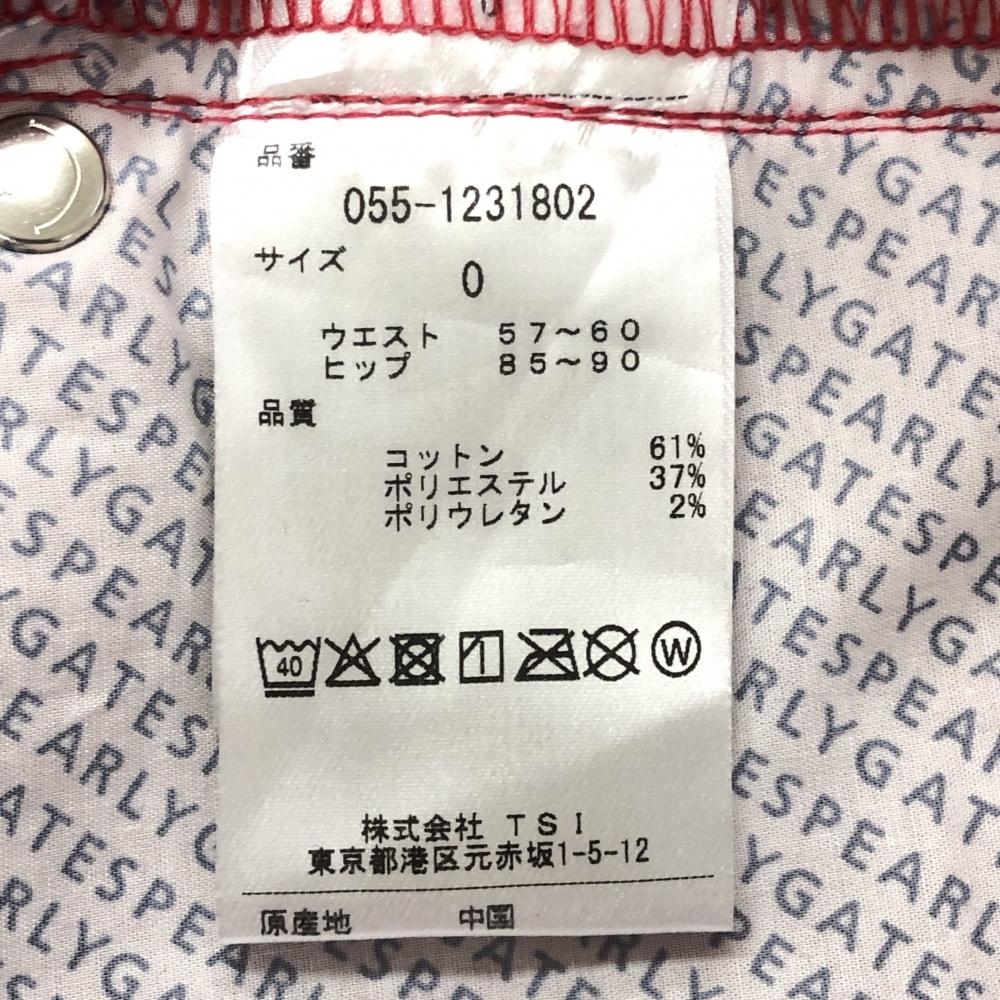 品番
055-1231802
サイズ
0
ウエスト 57～60
ヒップ 85～90
品質
コットン 61%
ポリエステル 37%
ポリウレタン 2%
40
W
株式会社 TSI
東京都港区元赤坂1-5-12
原産地 中国
PEARLYGATES